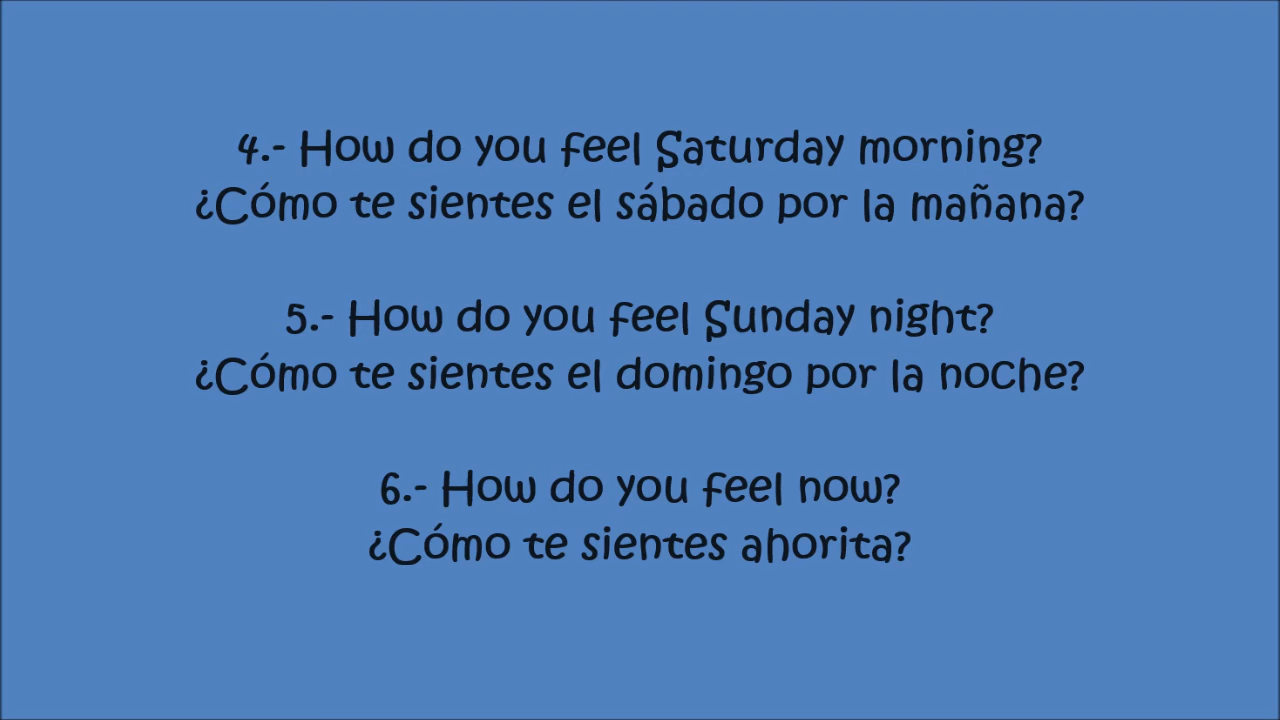 4.- How do you feel Saturday morning?
¿Cómo te sientes el sábado por la mañana?
5.- How do you feel Sunday night?
¿Cómo te sientes el domingo por la noche?
6.- How do you feel now?
¿Cómo te sientes ahorita?